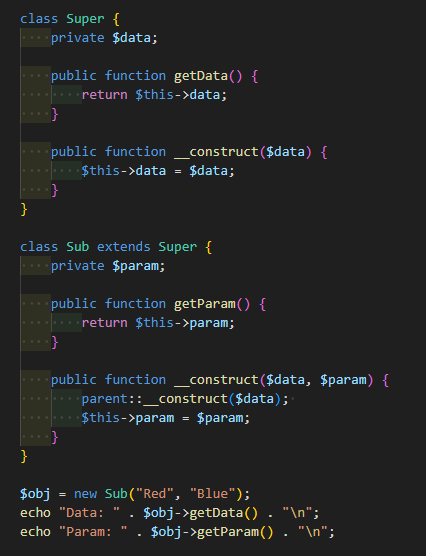 class Super {
    private $data;

    public function getData() {
        return $this->data;
    }

    public function __construct($data) {
        $this->data = $data;
    }
}

class Sub extends Super {
    private $param;

    public function getParam() {
        return $this->param;
    }

    public function __construct($data, $param) {
        parent::__construct($data);
        $this->param = $param;
    }
}

$obj = new Sub("Red", "Blue");
echo "Data: " . $obj->getData() . "\n";
echo "Param: " . $obj->getParam() . "\n";